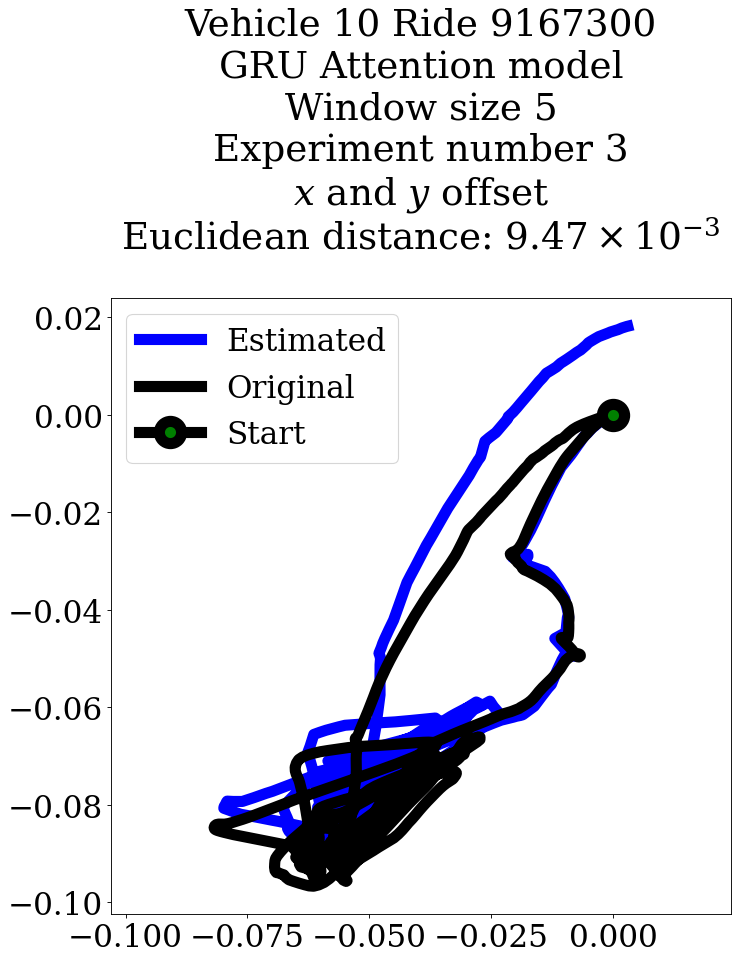 Vehicle 10 Ride 9167300
GRU Attention model
Window size 5
Experiment number 3
x and y offset
Euclidean distance: 9.47 × 10⁻³
Estimated
Original
Start
0.02
0.00
−0.02
−0.04
−0.06
−0.08
−0.10
−0.100 −0.075 −0.050 −0.025 0.000